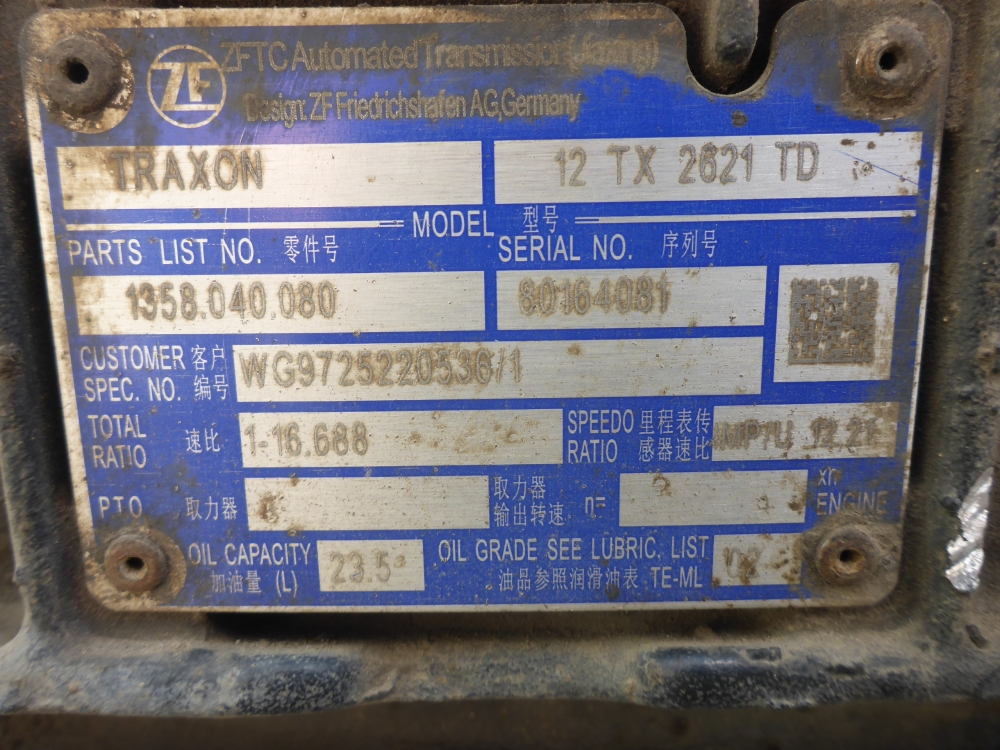 ZF
ZFTC Automated Transmission (Jiaxing)
Design: ZF Friedrichshafen AG, Germany
TRAXON 12 TX 2621 TD
MODEL 型号
PARTS LIST NO. 零件号 SERIAL NO. 序列号
1358.040.080 80164081
CUSTOMER 客户 WG9725220536/1
SPEC. NO. 编号
TOTAL 速比 1-16.688 SPEEDO 里程表传
RATIO RATIO 感器速比
PTO 取力器 取力器 n= xn
输出转速 ENGINE
OIL CAPACITY 23.5 OIL GRADE SEE LUBRIC. LIST
加油量 (L) 油品参照润滑油表 TE-ML